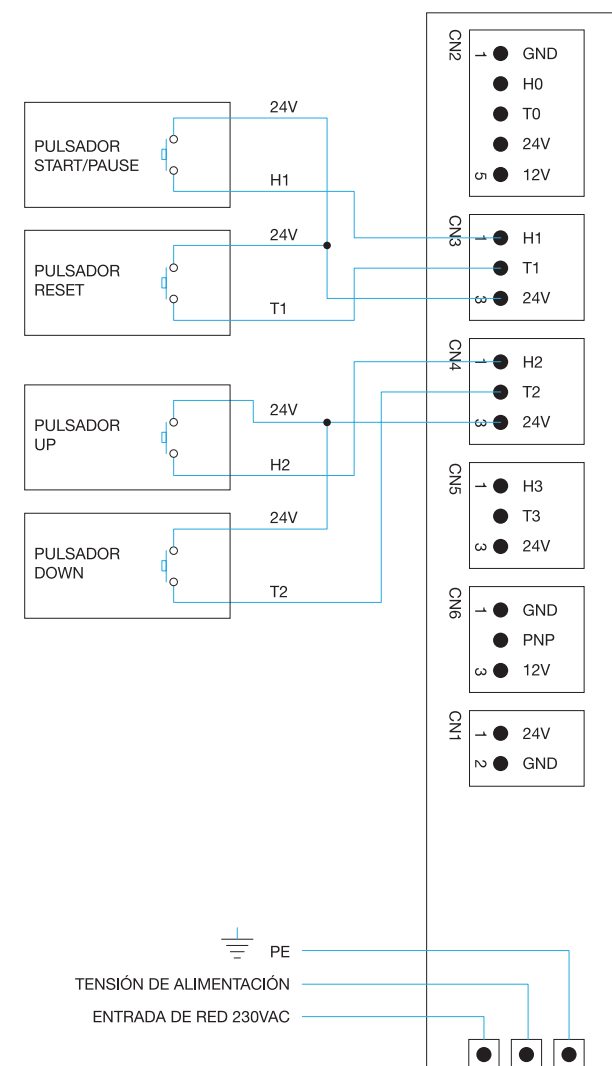 24V
PULSADOR
START/PAUSE
H1
24V
PULSADOR
RESET
T1
24V
PULSADOR
UP
H2
24V
PULSADOR
DOWN
T2
CN2
1 GND
H0
T0
24V
5 12V
CN3
1 H1
T1
3 24V
CN4
1 H2
T2
3 24V
CN5
1 H3
T3
3 24V
CN6
1 GND
PNP
3 12V
CN1
1 24V
2 GND
PE
TENSIÓN DE ALIMENTACIÓN
ENTRADA DE RED 230VAC